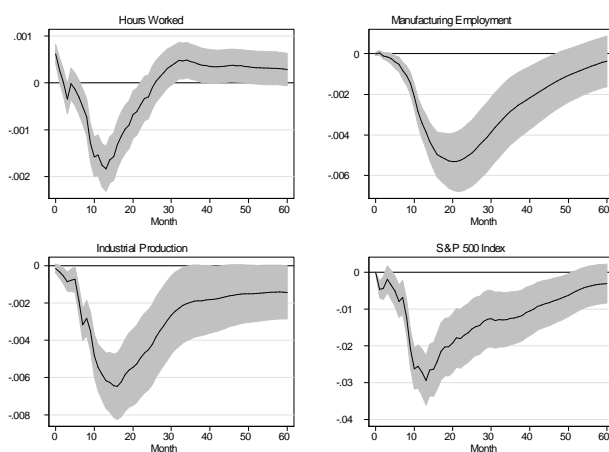 Hours Worked
.001
0
-.001
-.002
0 10 20 30 40 50 60
Month
Manufacturing Employment
0
-.002
-.004
-.006
0 10 20 30 40 50 60
Month
Industrial Production
0
-.002
-.004
-.006
-.008
0 10 20 30 40 50 60
Month
S&P 500 Index
0
-.01
-.02
-.03
-.04
0 10 20 30 40 50 60
Month